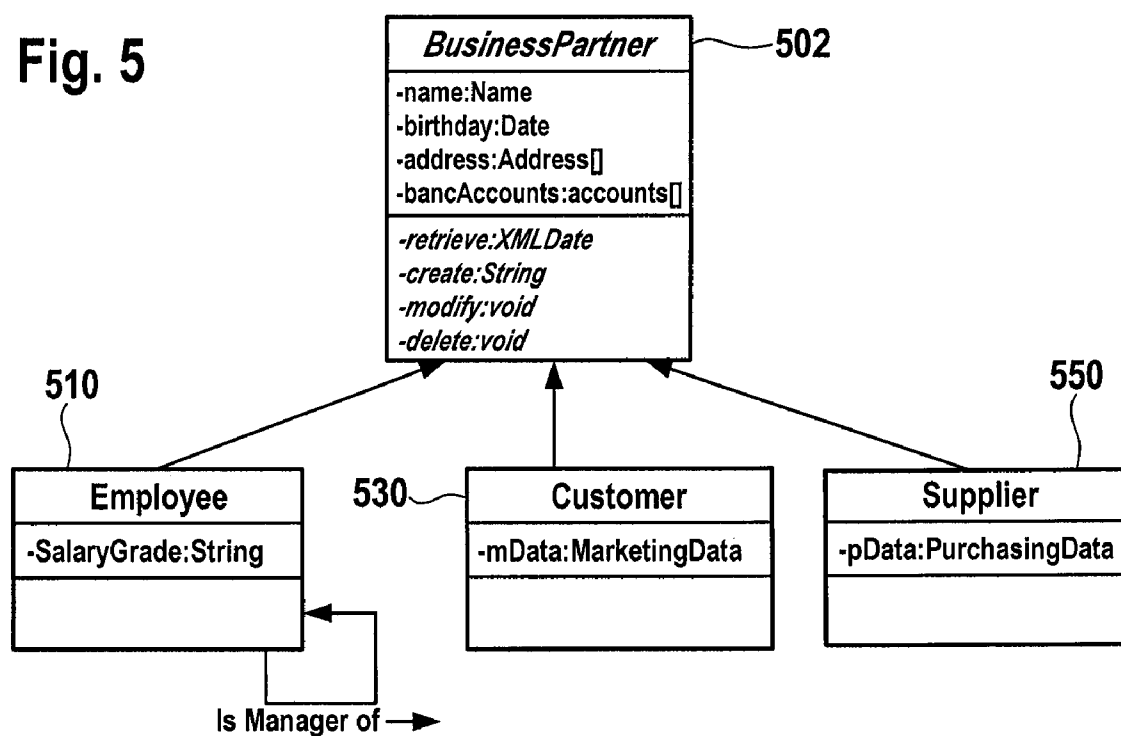 Fig. 5
BusinessPartner
502
-name:Name
-birthday:Date
-address:Address[]
-bancAccounts:accounts[]
-retrieve:XMLDate
-create:String
-modify:void
-delete:void
510
550
Employee
530
Customer
Supplier
-SalaryGrade:String
-mData:MarketingData
-pData:PurchasingData
Is Manager of